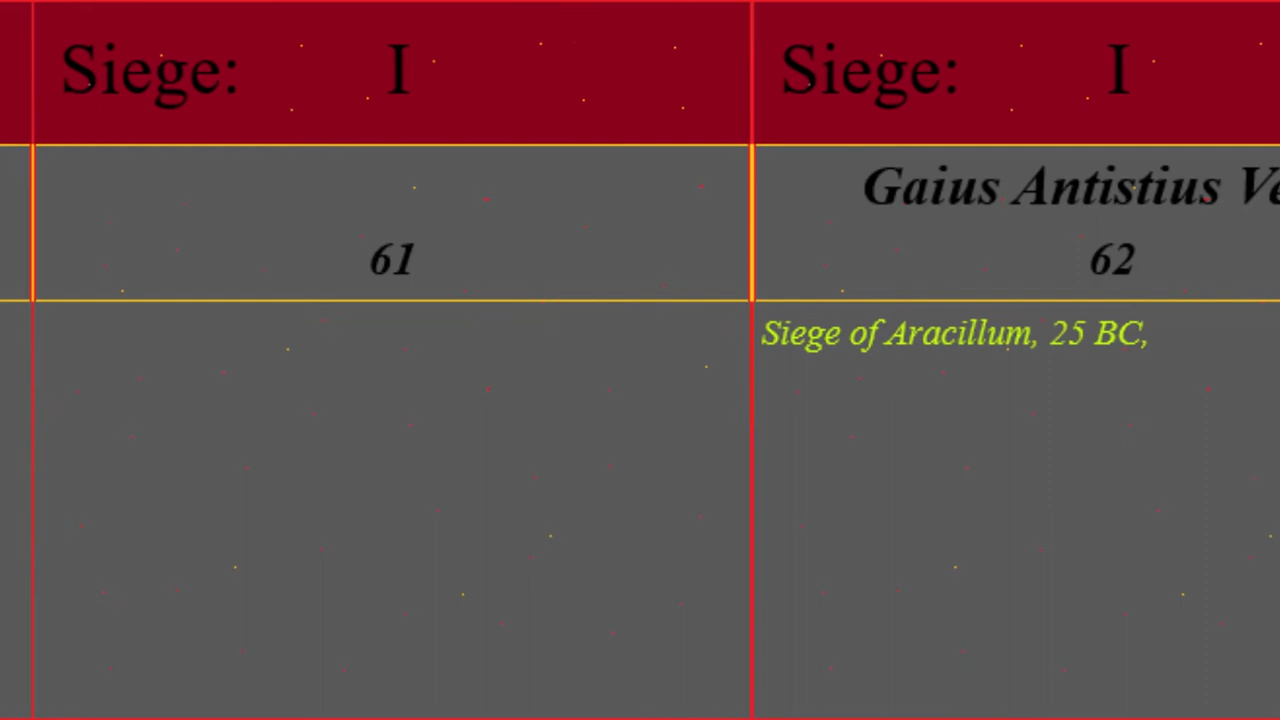 Siege: I
61
Siege: I
Gaius Antistius
62
Siege of Aracillum, 25 BC,